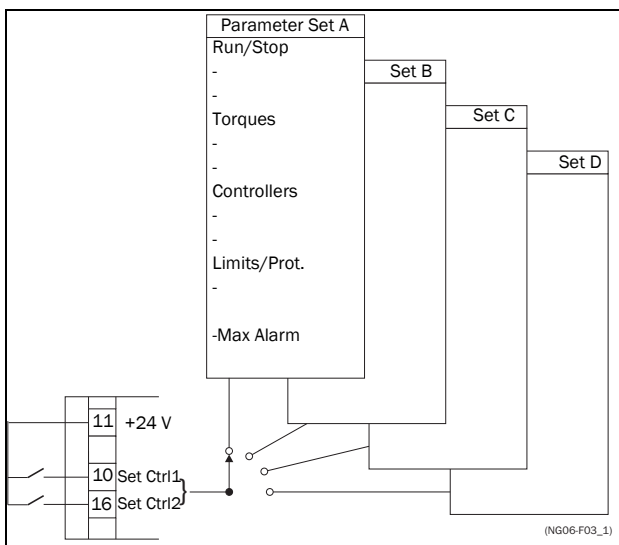 Parameter Set A
Run/Stop
-
-
Torques
-
-
Controllers
-
-
Limits/Prot.
-
-Max Alarm
Set B
Set C
Set D
11 +24 V
10 Set Ctrl1
16 Set Ctrl2
(NG06-F03_1)